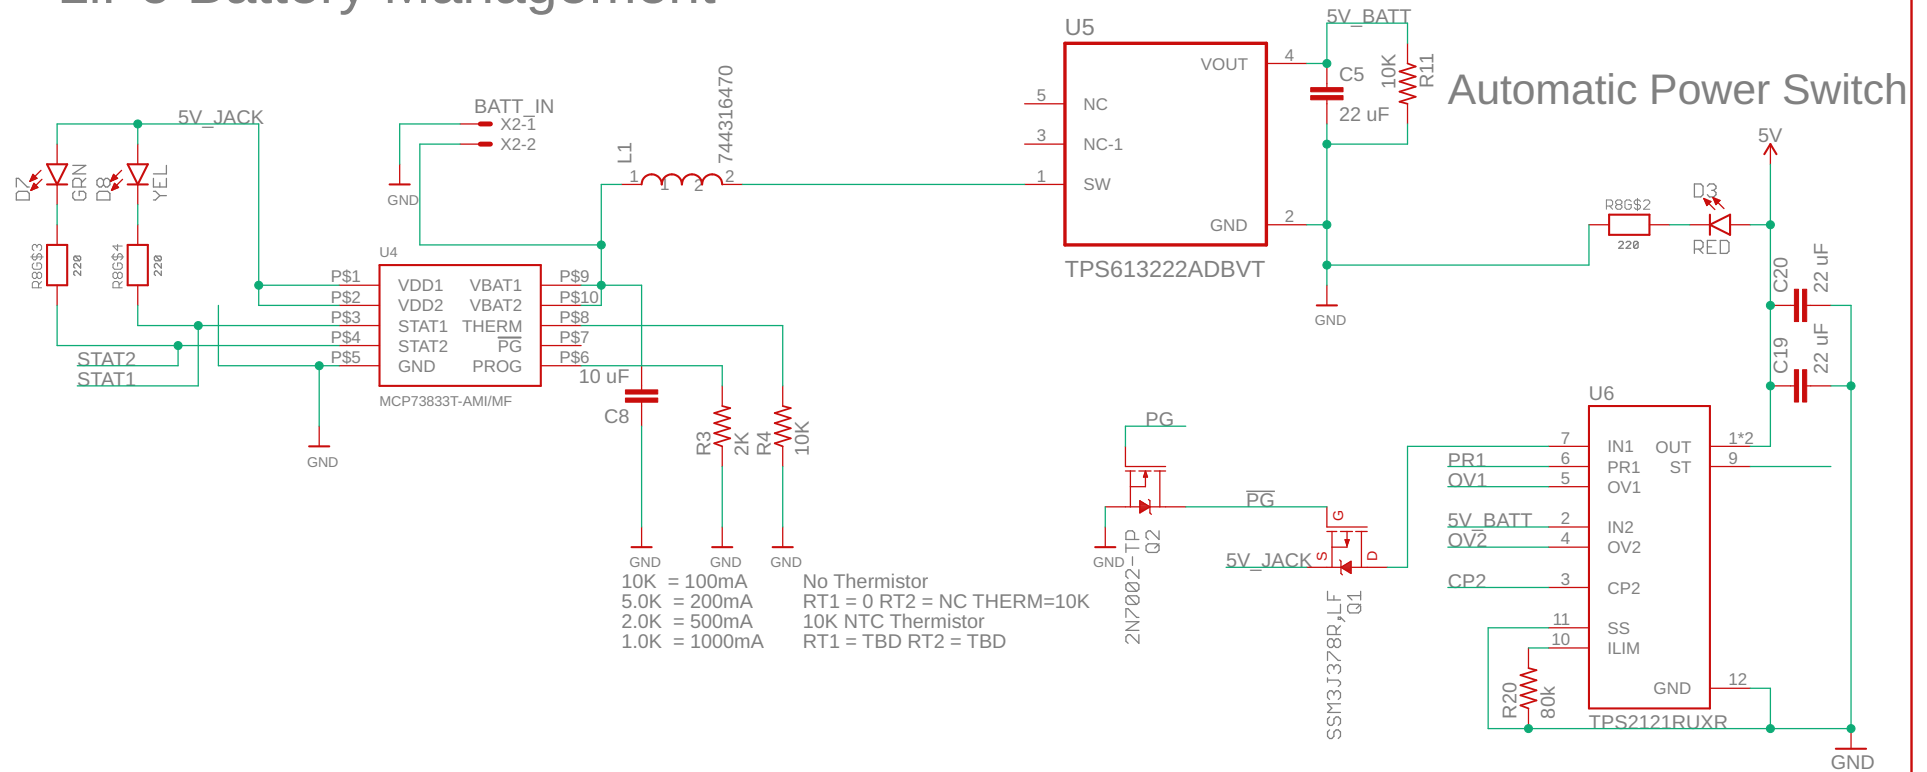 LiPo Battery Management
5V_JACK
D7
GRN
D8
YEL
R8G$3
220
R8G$4
220
STAT2
STAT1
BATT_IN
X2-1
X2-2
GND
L1
744316470
1
1
2
2
U4
P$1
P$2
P$3
P$4
P$5
VDD1
VDD2
STAT1
STAT2
GND
VBAT1
VBAT2
THERM
PG
PROG
P$9
P$10
P$8
P$7
P$6
MCP73833T-AMI/MF
GND
10 uF
C8
R3
2K
R4
10K
GND
GND
GND
10K = 100mA
5.0K = 200mA
2.0K = 500mA
1.0K = 1000mA
No Thermistor
RT1 = 0 RT2 = NC THERM=10K
10K NTC Thermistor
RT1 = TBD RT2 = TBD
U5
5
NC
3
NC-1
1
SW
VOUT
4
GND
2
TPS613222ADBVT
5V_BATT
C5
22 uF
10K
R11
GND
Automatic Power Switch
5V
R8G$2
220
D3
RED
C20
22 uF
C19
22 uF
PG
GND
2N7002-TP
Q2
PG
5V_JACK
G
S
D
SSM3J378R,LF
Q1
U6
PR1
OV1
5V_BATT
OV2
CP2
7
6
5
2
4
3
11
10
IN1
PR1
OV1
IN2
OV2
CP2
SS
ILIM
OUT
ST
GND
1*2
9
12
R20
80k
TPS2121RUXR
GND